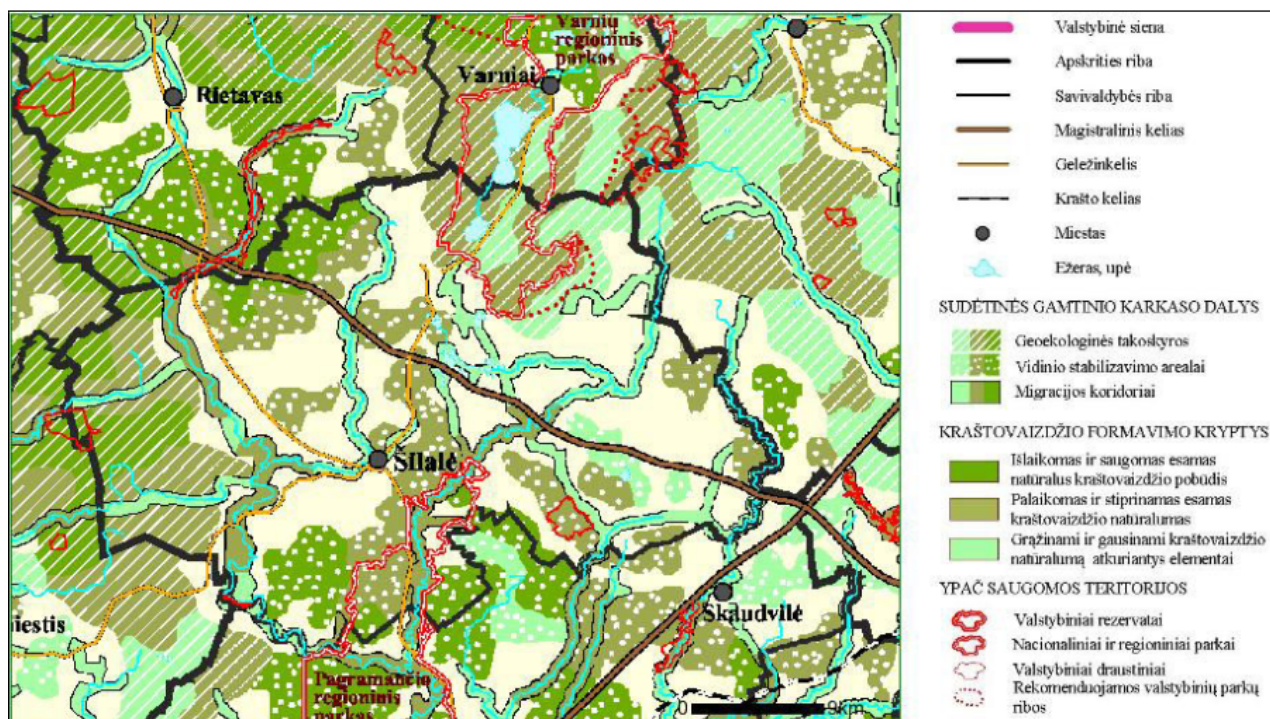 Varnių
regioninis
parkas
Varniai
Rietavas
Šilalė
Skaudvilė
iestis
Pagramančio
regioninis
parkas
0 9km
Valstybinė siena
Apskrities riba
Savivaldybės riba
Magistralinis kelias
Geležinkelis
Krašto kelias
Miestas
Ežeras, upė
SUDĖTINĖS GAMTINIO KARKASO DALYS
Geoekologinės takoskyros
Vidinio stabilizavimo arealai
Migracijos koridoriai
KRAŠTOVAIZDŽIO FORMAVIMO KRYPTYS
Išlaikomas ir saugomas esamas
natūralus kraštovaizdžio pobūdis
Palaikomas ir stiprinamas esamas
kraštovaizdžio natūralumas
Grąžinami ir gausinami kraštovaizdžio
natūralumą atkuriantys elementai
YPAČ SAUGOMOS TERITORIJOS
Valstybiniai rezervatai
Nacionaliniai ir regioniniai parkai
Valstybiniai draustiniai
Rekomenduojamos valstybinių parkų
ribos